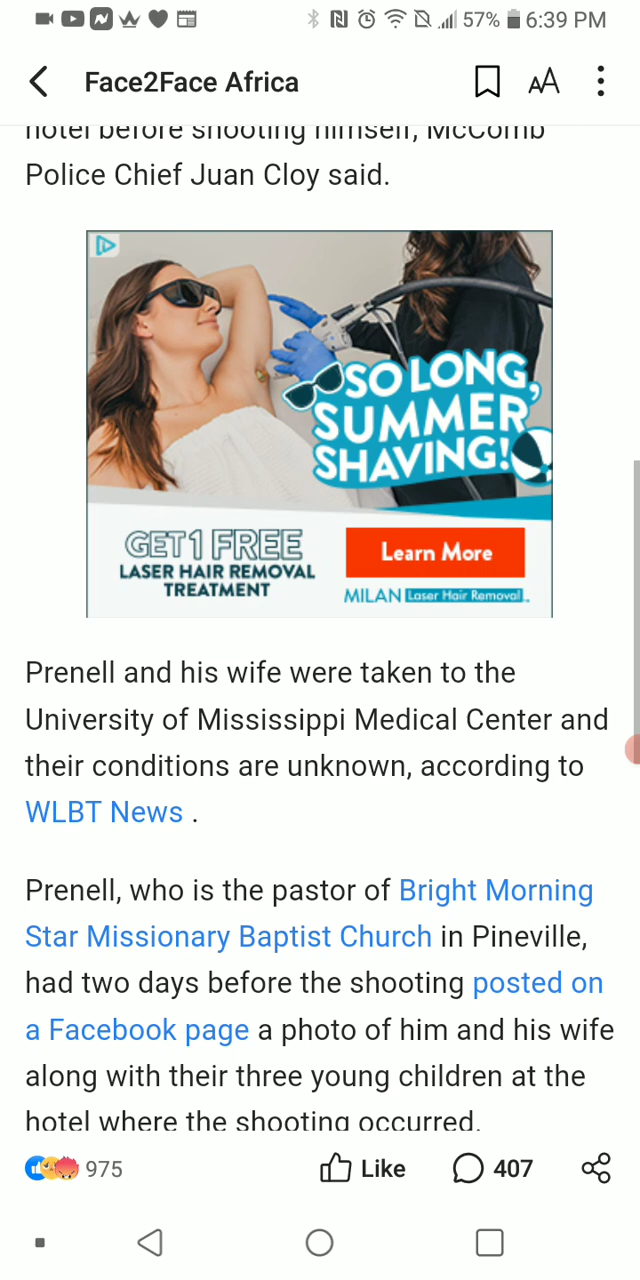 57% 6:39 PM
Face2Face Africa AA
hotel before shooting himself, McComb
Police Chief Juan Cloy said.
SO LONG,
SUMMER
SHAVING!
GET 1 FREE
LASER HAIR REMOVAL
TREATMENT
Learn More
MILAN Laser Hair Removal.
Prenell and his wife were taken to the
University of Mississippi Medical Center and
their conditions are unknown, according to
WLBT News .
Prenell, who is the pastor of Bright Morning
Star Missionary Baptist Church in Pineville,
had two days before the shooting posted on
a Facebook page a photo of him and his wife
along with their three young children at the
hotel where the shooting occurred.
975 Like 407